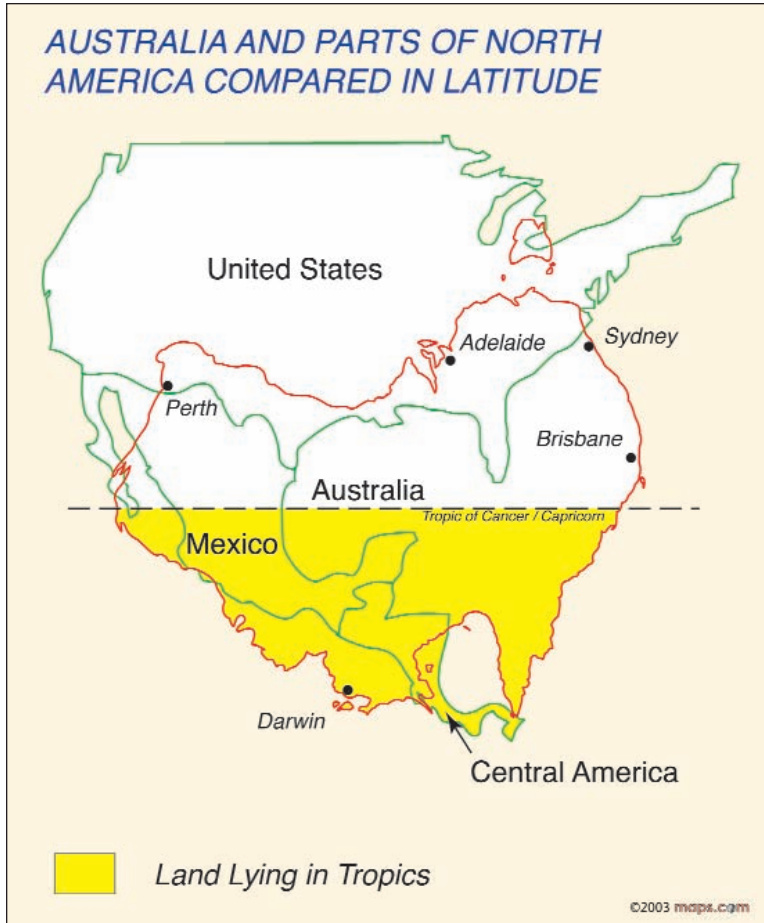 AUSTRALIA AND PARTS OF NORTH
AMERICA COMPARED IN LATITUDE
United States
Adelaide
Sydney
Perth
Brisbane
Australia
Tropic of Cancer / Capricorn
Mexico
Darwin
Central America
Land Lying in Tropics
©2003 maps.com